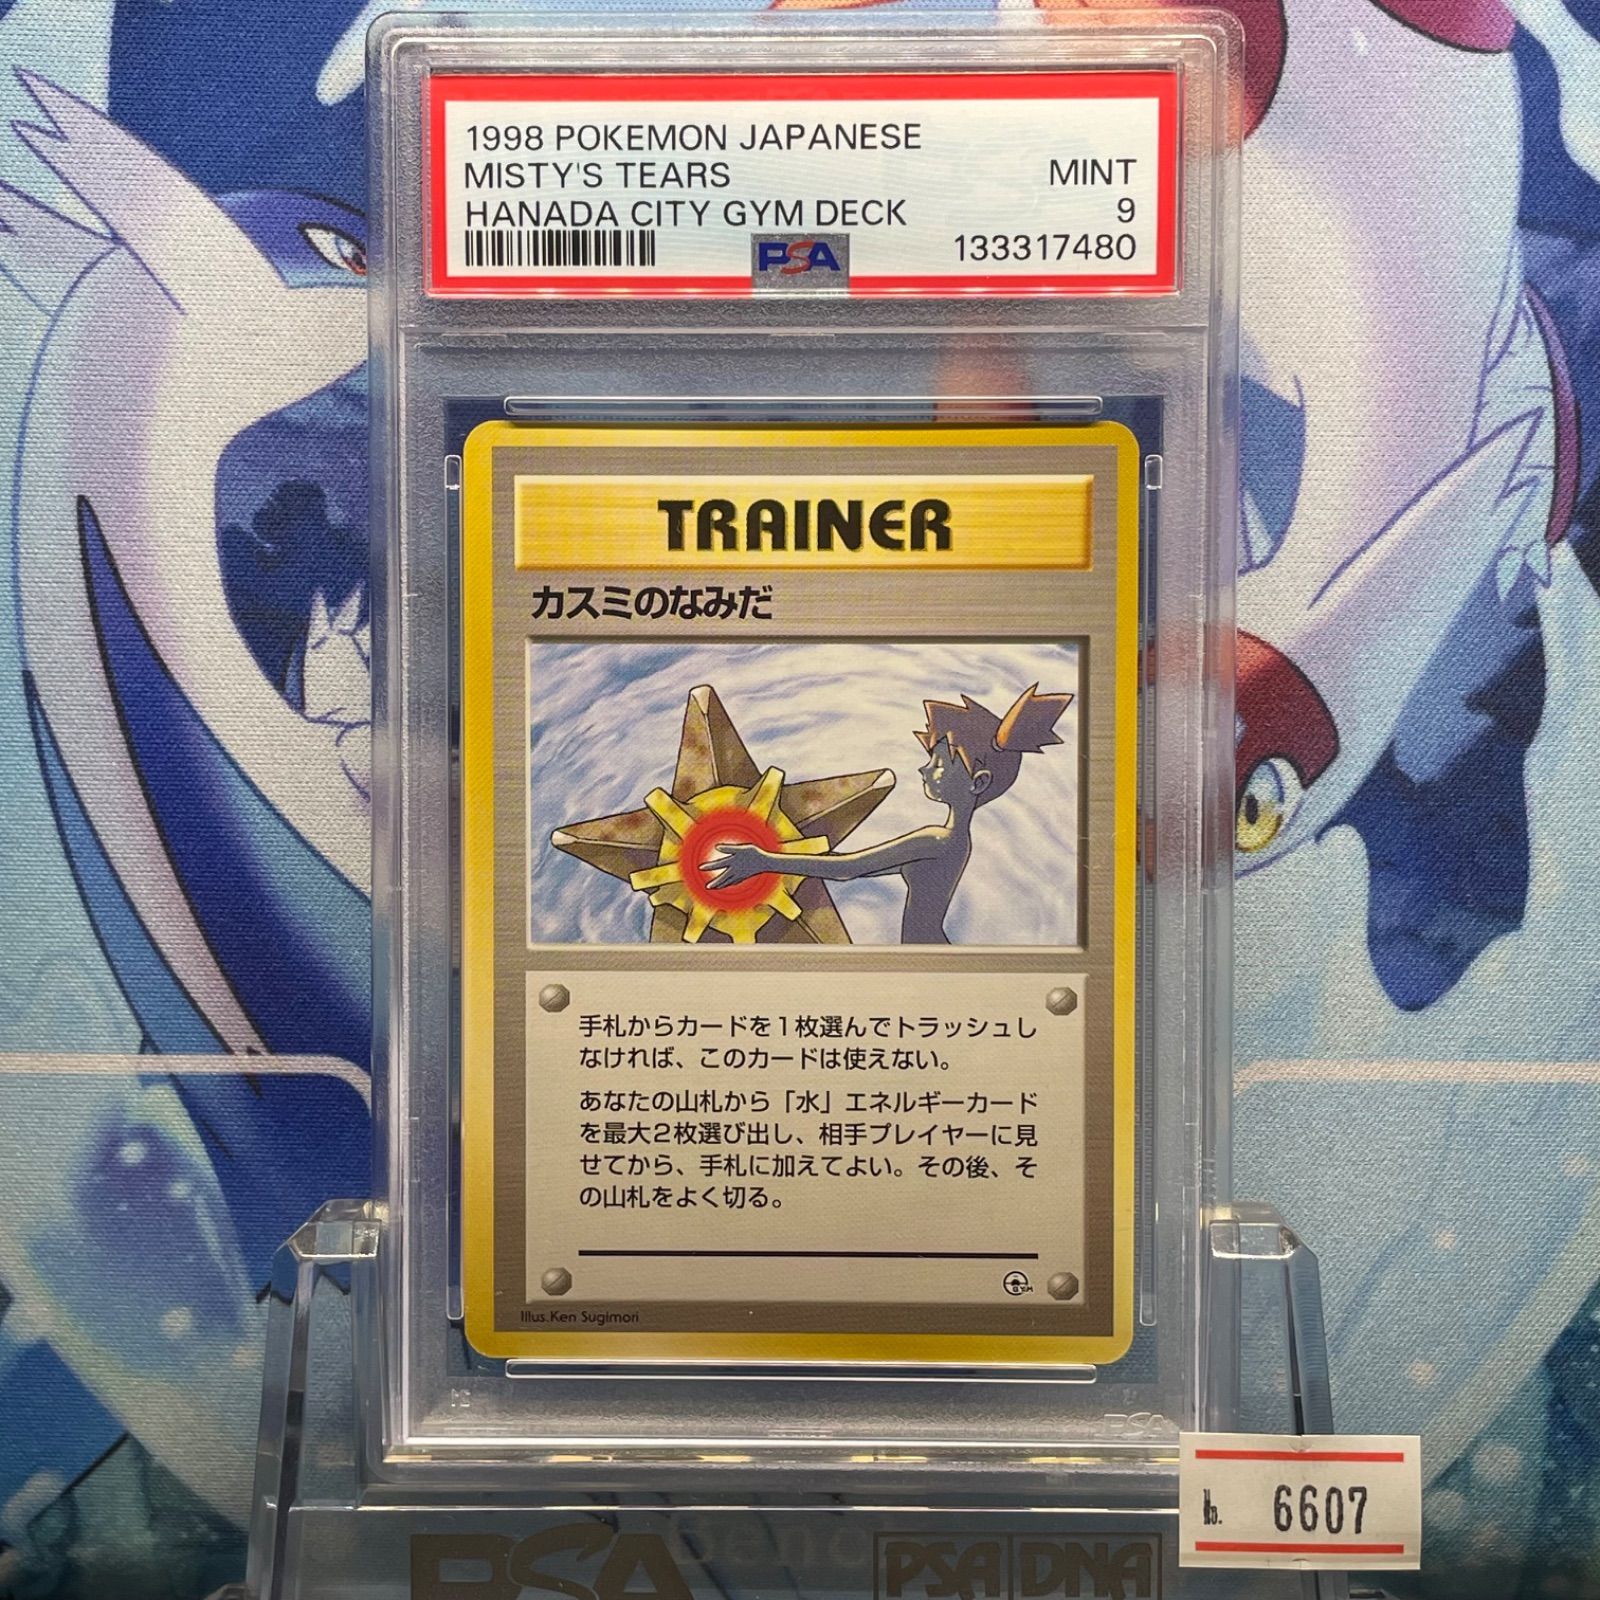 1998 POKEMON JAPANESE
MISTY'S TEARS MINT
HANADA CITY GYM DECK 9
PSA 133317480
TRAINER
カスミのなみだ
手札からカードを1枚選んでトラッシュし
なければ、このカードは使えない。
あなたの山札から「水」エネルギーカード
を最大2枚選び出し、相手プレイヤーに見
せてから、手札に加えてよい。その後、そ
の山札をよく切る。
GYM
Illus.Ken Sugimori
PSA
No. 6607
PSA PSA DNA